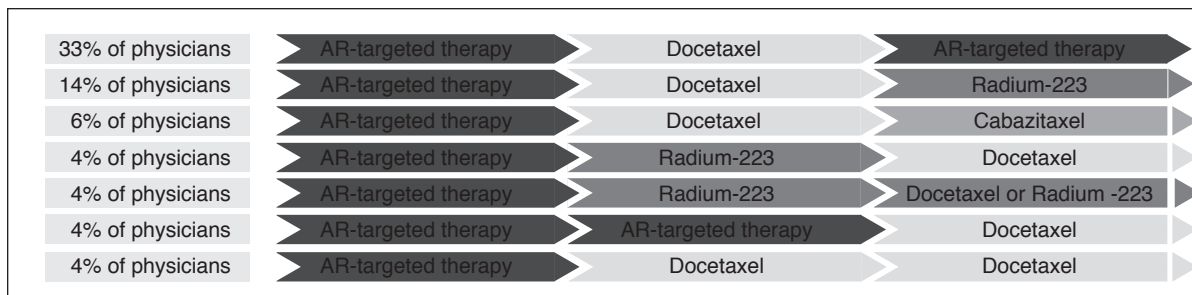 33% of physicians AR-targeted therapy Docetaxel AR-targeted therapy
14% of physicians AR-targeted therapy Docetaxel Radium-223
6% of physicians AR-targeted therapy Docetaxel Cabazitaxel
4% of physicians AR-targeted therapy Radium-223 Docetaxel
4% of physicians AR-targeted therapy Radium-223 Docetaxel or Radium -223
4% of physicians AR-targeted therapy AR-targeted therapy Docetaxel
4% of physicians AR-targeted therapy Docetaxel Docetaxel